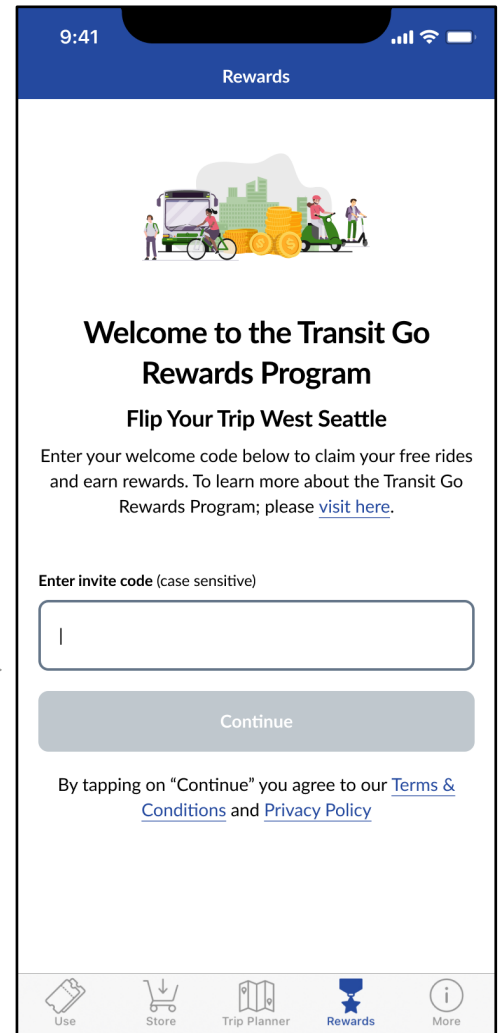 9:41
Rewards
Welcome to the Transit Go
Rewards Program
Flip Your Trip West Seattle
Enter your welcome code below to claim your free rides
and earn rewards. To learn more about the Transit Go
Rewards Program; please visit here.
Enter invite code (case sensitive)
Continue
By tapping on “Continue” you agree to our Terms &
Conditions and Privacy Policy
Use Store Trip Planner Rewards More